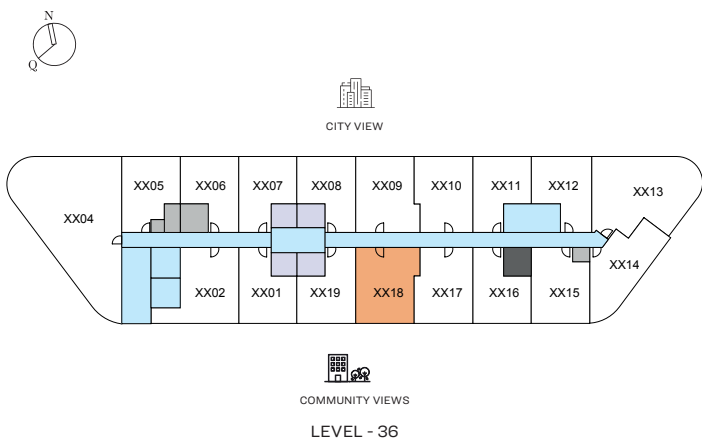 N
Q
CITY VIEW
XX05 XX06 XX07 XX08 XX09 XX10 XX11 XX12 XX13
XX04
XX14
XX02 XX01 XX19 XX18 XX17 XX16 XX15
COMMUNITY VIEWS
LEVEL - 36